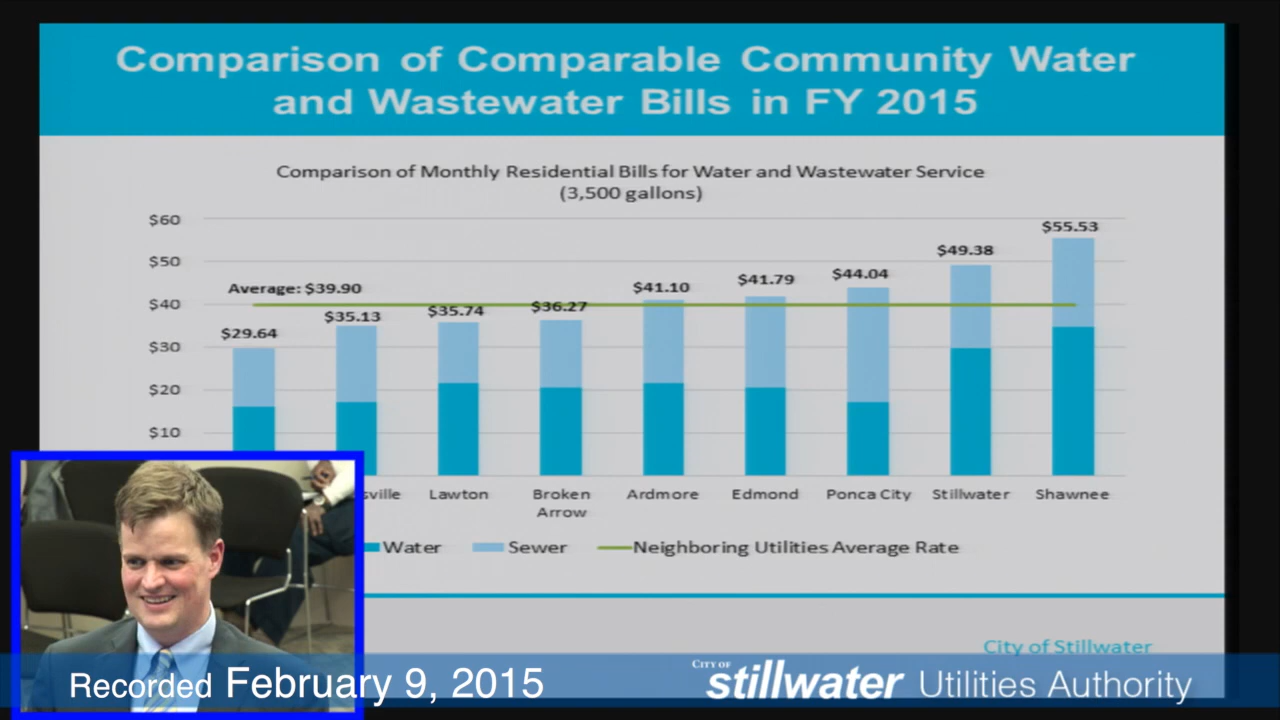 Comparison of Comparable Community Water
and Wastewater Bills in FY 2015
Comparison of Monthly Residential Bills for Water and Wastewater Service
(3,500 gallons)
$60
$50
$40
$30
$20
$10
Average: $39.90
$29.64
$35.13
$35.74
$36.27
$41.10
$41.79
$44.04
$49.38
$55.53
sville
Lawton
Broken
Arrow
Ardmore
Edmond
Ponca City
Stillwater
Shawnee
Water
Sewer
Neighboring Utilities Average Rate
City of Stillwater
Recorded February 9, 2015
CITY OF
stillwater Utilities Authority